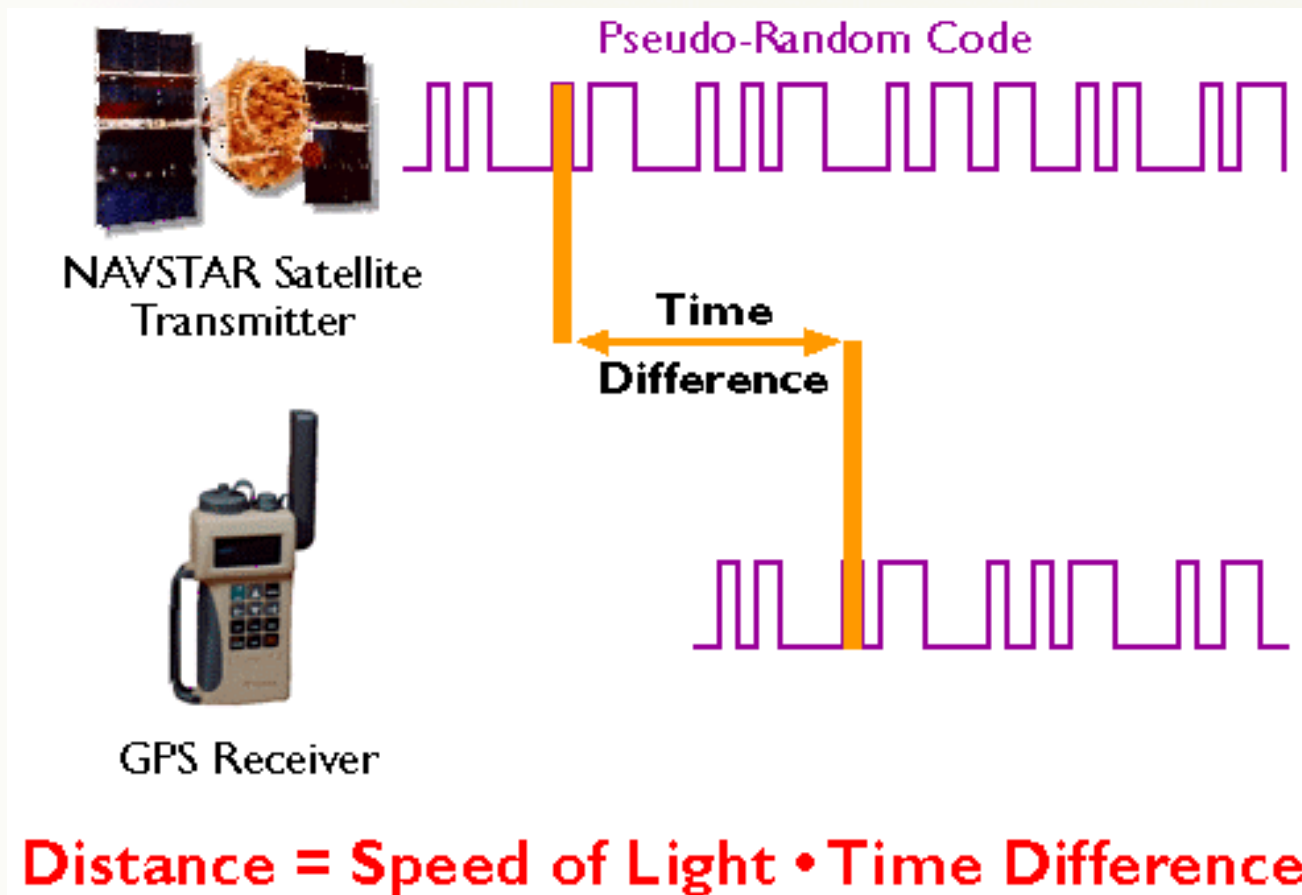 Pseudo-Random Code
NAVSTAR Satellite
Transmitter
Time
Difference
GPS Receiver
Distance = Speed of Light • Time Difference